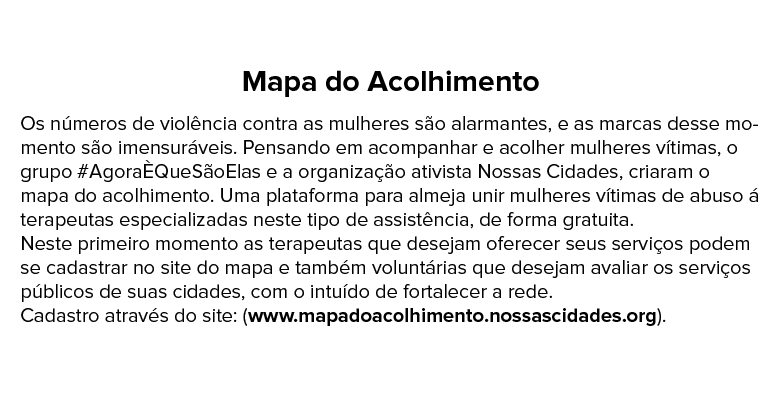 Mapa do Acolhimento
Os números de violência contra as mulheres são alarmantes, e as marcas desse mo-
mento são imensuráveis. Pensando em acompanhar e acolher mulheres vítimas, o
grupo #AgoraÈQueSãoElas e a organização ativista Nossas Cidades, criaram o
mapa do acolhimento. Uma plataforma para almeja unir mulheres vítimas de abuso á
terapeutas especializadas neste tipo de assistência, de forma gratuita.
Neste primeiro momento as terapeutas que desejam oferecer seus serviços podem
se cadastrar no site do mapa e também voluntárias que desejam avaliar os serviços
públicos de suas cidades, com o intuído de fortalecer a rede.
Cadastro através do site: (www.mapadoacolhimento.nossascidades.org).